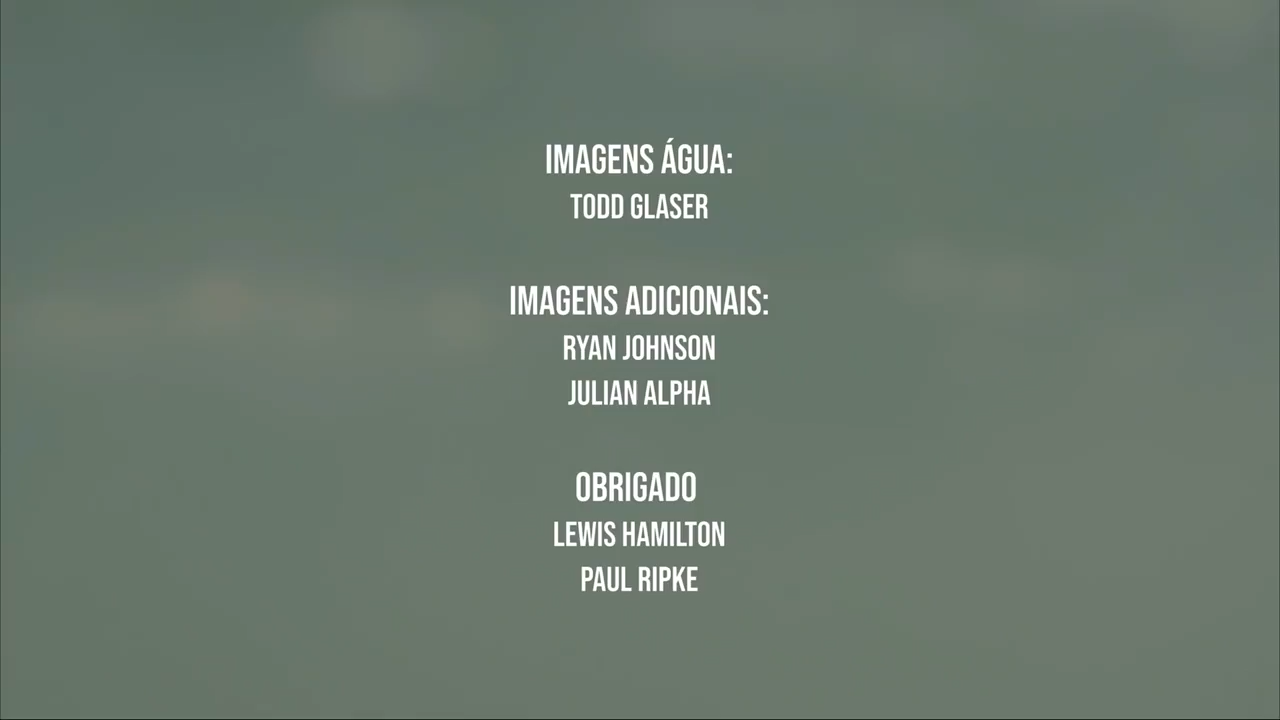 IMAGENS ÁGUA:
TODD GLASER
IMAGENS ADICIONAIS:
RYAN JOHNSON
JULIAN ALPHA
OBRIGADO
LEWIS HAMILTON
PAUL RIPKE